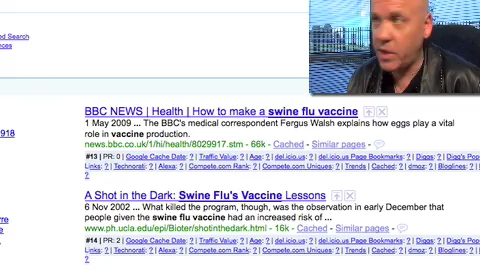 ed Search
nces
BBC NEWS | Health | How to make a swine flu vaccine
1 May 2009 ... The BBC's medical correspondent Fergus Walsh explains how eggs play a vital
918
role in vaccine production.
news.bbc.co.uk/1/hi/health/8029917.stm - 66k - Cached - Similar pages -
#13 | PR: 0 | Google Cache Date: ? | Traffic Value: ? | Age: ? | del.icio.us: ? | del.icio.us Page Bookmarks: ? | Diggs: ? | Digg's Pop
Links: ? | Technorati: ? | Alexa: ? | Compete.com Rank: ? | Compete.com Uniques: ? | Trends | Cached: ? | dmoz: ? | Bloglines: ? |
?
A Shot in the Dark: Swine Flu's Vaccine Lessons
6 Nov 2002 ... What killed the program, though, was the observation in early December that
rre
people given the swine flu vaccine had an increased risk of ...
e
www.ph.ucla.edu/epi/Bioter/shotinthedark.html - 16k - Cached - Similar pages -
#14 | PR: 2 | Google Cache Date: ? | Traffic Value: ? | Age: ? | del.icio.us: ? | del.icio.us Page Bookmarks: ? | Diggs: ? | Digg's Pop
Links: ? | Technorati: ? | Alexa: ? | Compete.com Rank: ? | Compete.com Uniques: ? | Trends | Cached: ? | dmoz: ? | Bloglines: ? |
?